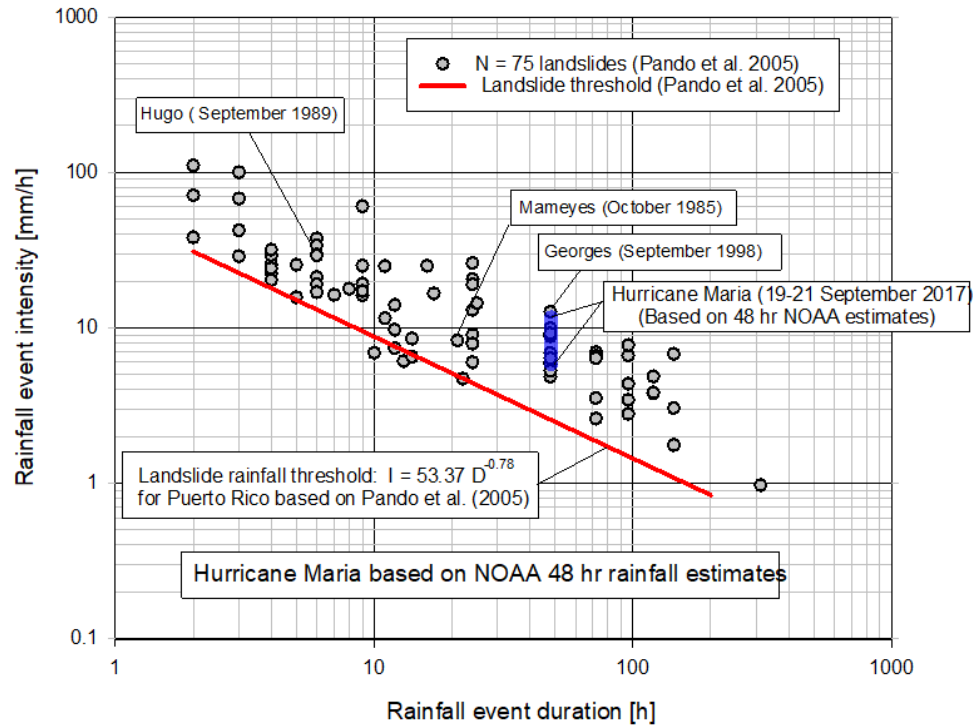 1000
100
10
1
0.1
Rainfall event intensity [mm/h]
N = 75 landslides (Pando et al. 2005)
Landslide threshold (Pando et al. 2005)
Hugo ( September 1989)
Mameyes (October 1985)
Georges (September 1998)
Hurricane Maria (19-21 September 2017)
(Based on 48 hr NOAA estimates)
Landslide rainfall threshold: I = 53.37 D^-0.78
for Puerto Rico based on Pando et al. (2005)
Hurricane Maria based on NOAA 48 hr rainfall estimates
1 10 100 1000
Rainfall event duration [h]